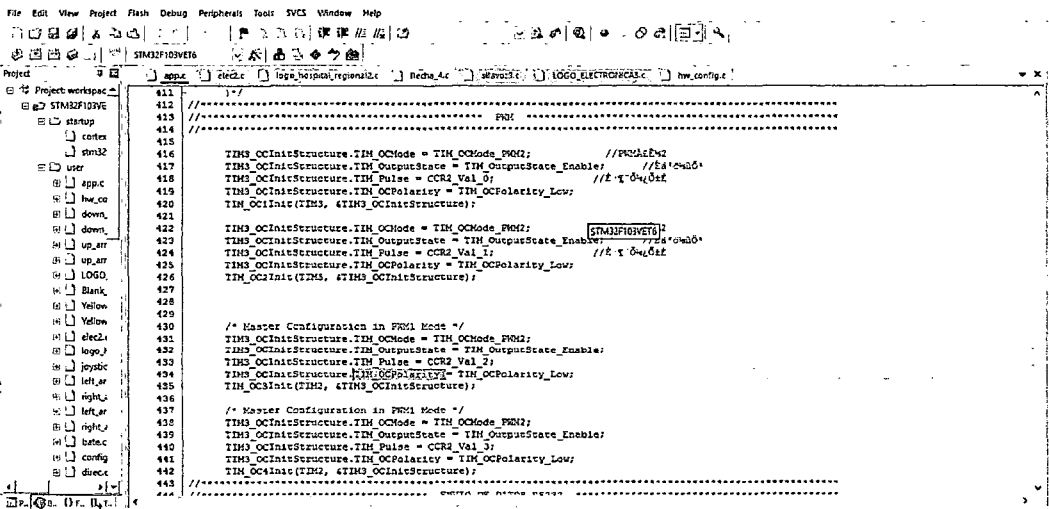 File Edit View Project Flash Debug Peripherals Tools SVCS Window Help
STM32F103VET6
Project
app.c elec2.c logo_hospital_regional2.c flecha_4.c LOGO_ELECTRONICAS.c hw_config.c
Project: workspac
STM32F103VE
startup
cortex
stm32
user
app.c
hw_co
down_
down_
up_arr
up_arr
LOGO_
Blank_
Yellow
Yellow
elec2.c
logo_h
joystic
left_ar
right_a
left_ar
right_a
bate.c
config
direc.c
411 }*/
412
413 PWM
414
415
416 TIM3_OCInitStructure.TIM_OCMode = TIM_OCMode_PWM2;
417 TIM3_OCInitStructure.TIM_OutputState = TIM_OutputState_Enable;
418 TIM3_OCInitStructure.TIM_Pulse = CCR2_Val_0;
419 TIM3_OCInitStructure.TIM_OCPolarity = TIM_OCPolarity_Low;
420 TIM_OC1Init(TIM3, &TIM3_OCInitStructure);
421
422 TIM3_OCInitStructure.TIM_OCMode = TIM_OCMode_PWM2; STM32F103VET6
423 TIM3_OCInitStructure.TIM_OutputState = TIM_OutputState_Enable;
424 TIM3_OCInitStructure.TIM_Pulse = CCR2_Val_1;
425 TIM3_OCInitStructure.TIM_OCPolarity = TIM_OCPolarity_Low;
426 TIM_OC2Init(TIM3, &TIM3_OCInitStructure);
427
428
429
430 /* Master Configuration in PWM1 Mode */
431 TIM3_OCInitStructure.TIM_OCMode = TIM_OCMode_PWM2;
432 TIM3_OCInitStructure.TIM_OutputState = TIM_OutputState_Enable;
433 TIM3_OCInitStructure.TIM_Pulse = CCR2_Val_2;
434 TIM3_OCInitStructure.TIM_OCPolarity = TIM_OCPolarity_Low;
435 TIM_OC3Init(TIM2, &TIM3_OCInitStructure);
436
437 /* Master Configuration in PWM1 Mode */
438 TIM3_OCInitStructure.TIM_OCMode = TIM_OCMode_PWM2;
439 TIM3_OCInitStructure.TIM_OutputState = TIM_OutputState_Enable;
440 TIM3_OCInitStructure.TIM_Pulse = CCR2_Val_3;
441 TIM3_OCInitStructure.TIM_OCPolarity = TIM_OCPolarity_Low;
442 TIM_OC4Init(TIM2, &TIM3_OCInitStructure);
443
444